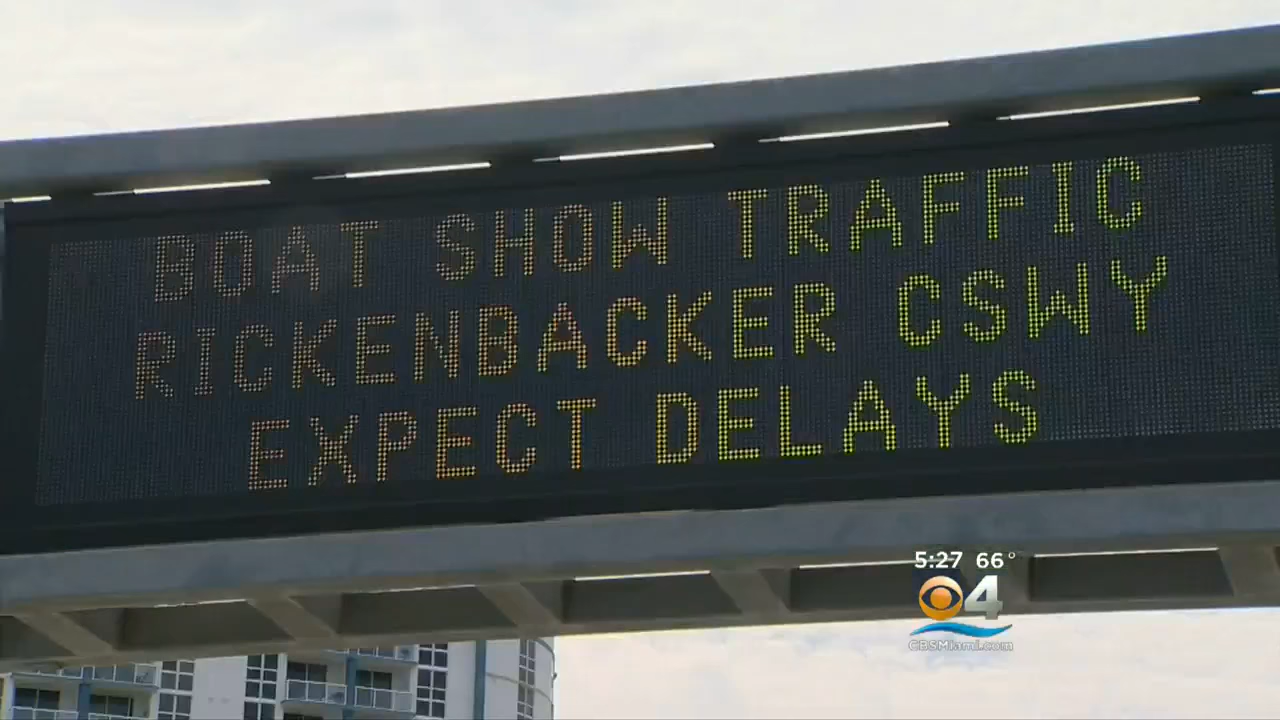 BOAT SHOW TRAFFIC
RICKENBACKER CSWY
EXPECT DELAYS
5:27 66°
4
CBSMiami.com